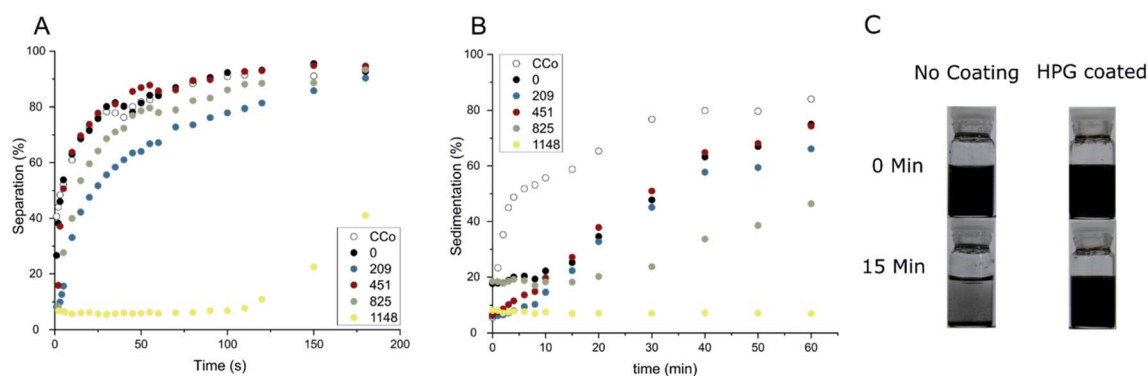 A
Separation (%)
100
80
60
40
20
0
0
50
100
150
200
Time (s)
CCo
0
209
451
825
1148
B
Sedimentation (%)
100
80
60
40
20
0
0
10
20
30
40
50
60
time (min)
CCo
0
209
451
825
1148
C
No Coating
HPG coated
0 Min
15 Min